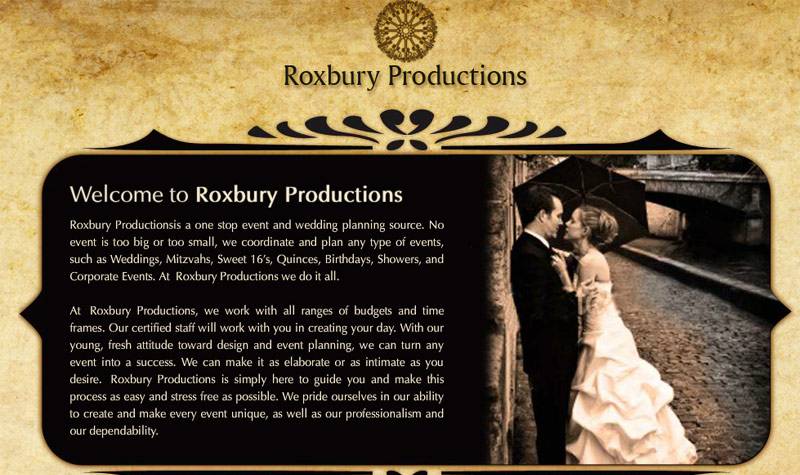 Roxbury Productions
Welcome to Roxbury Productions
Roxbury Productionsis a one stop event and wedding planning source. No
event is too big or too small, we coordinate and plan any type of events,
such as Weddings, Mitzvahs, Sweet 16's, Quinces, Birthdays, Showers, and
Corporate Events. At Roxbury Productions we do it all.
At Roxbury Productions, we work with all ranges of budgets and time
frames. Our certified staff will work with you in creating your day. With our
young, fresh attitude toward design and event planning, we can turn any
event into a success. We can make it as elaborate or as intimate as you
desire. Roxbury Productions is simply here to guide you and make this
process as easy and stress free as possible. We pride ourselves in our ability
to create and make every event unique, as well as our professionalism and
our dependability.